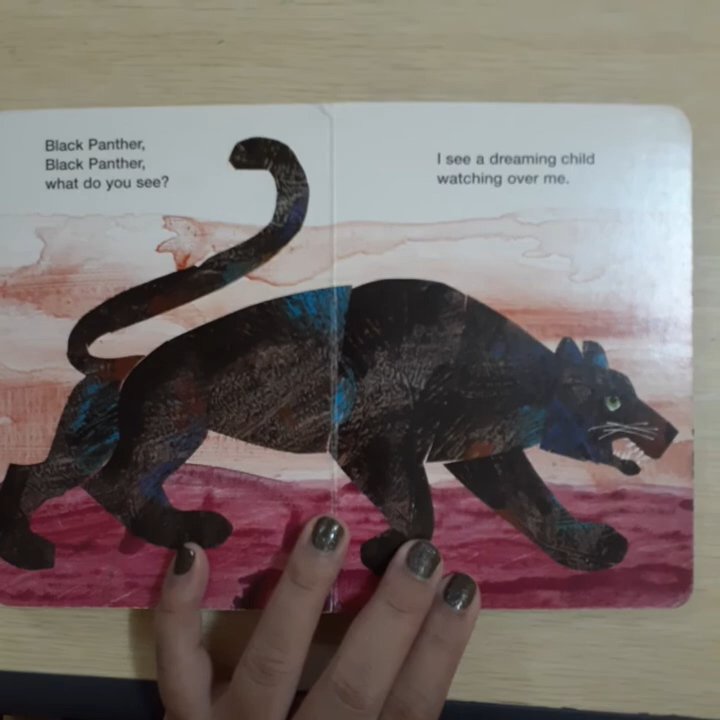 Black Panther,
Black Panther,
what do you see?
I see a dreaming child
watching over me.